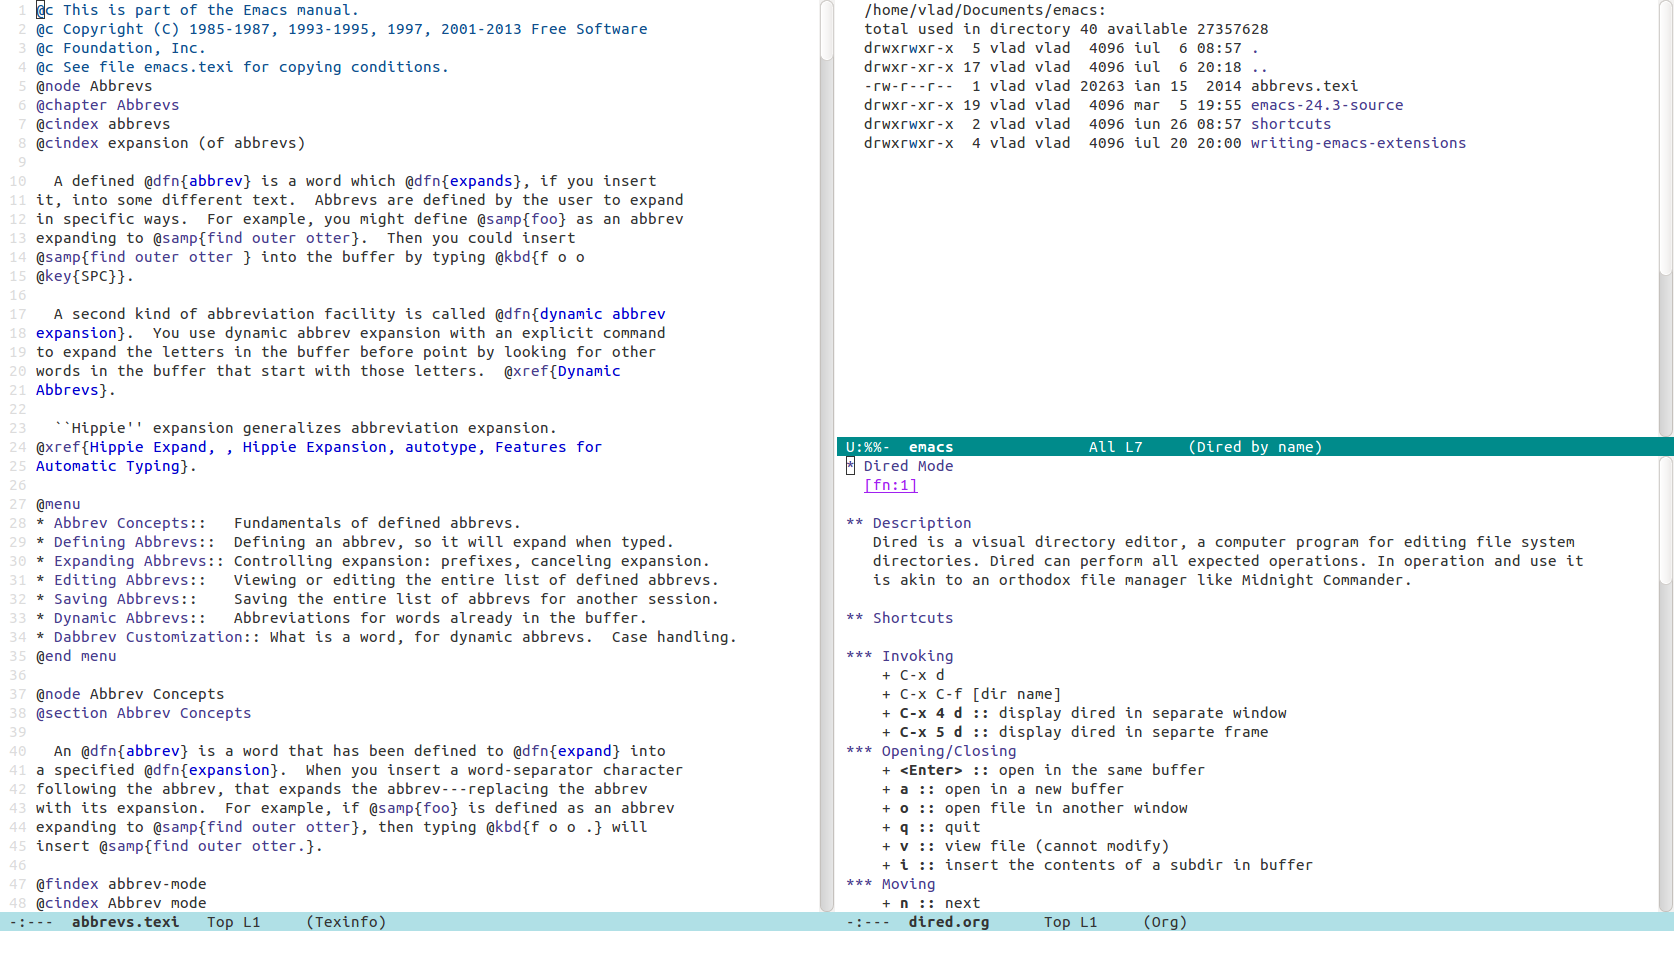 1 @c This is part of the Emacs manual.
2 @c Copyright (C) 1985-1987, 1993-1995, 1997, 2001-2013 Free Software
3 @c Foundation, Inc.
4 @c See file emacs.texi for copying conditions.
5 @node Abbrevs
6 @chapter Abbrevs
7 @cindex abbrevs
8 @cindex expansion (of abbrevs)
9
10   A defined @dfn{abbrev} is a word which @dfn{expands}, if you insert
11 it, into some different text.  Abbrevs are defined by the user to expand
12 in specific ways.  For example, you might define @samp{foo} as an abbrev
13 expanding to @samp{find outer otter}.  Then you could insert
14 @samp{find outer otter } into the buffer by typing @kbd{f o o
15 @key{SPC}}.
16
17   A second kind of abbreviation facility is called @dfn{dynamic abbrev
18 expansion}.  You use dynamic abbrev expansion with an explicit command
19 to expand the letters in the buffer before point by looking for other
20 words in the buffer that start with those letters.  @xref{Dynamic
21 Abbrevs}.
22
23   ``Hippie'' expansion generalizes abbreviation expansion.
24 @xref{Hippie Expand, , Hippie Expansion, autotype, Features for
25 Automatic Typing}.
26
27 @menu
28 * Abbrev Concepts::   Fundamentals of defined abbrevs.
29 * Defining Abbrevs::  Defining an abbrev, so it will expand when typed.
30 * Expanding Abbrevs:: Controlling expansion: prefixes, canceling expansion.
31 * Editing Abbrevs::   Viewing or editing the entire list of defined abbrevs.
32 * Saving Abbrevs::    Saving the entire list of abbrevs for another session.
33 * Dynamic Abbrevs::   Abbreviations for words already in the buffer.
34 * Dabbrev Customization:: What is a word, for dynamic abbrevs.  Case handling.
35 @end menu
36
37 @node Abbrev Concepts
38 @section Abbrev Concepts
39
40   An @dfn{abbrev} is a word that has been defined to @dfn{expand} into
41 a specified @dfn{expansion}.  When you insert a word-separator character
42 following the abbrev, that expands the abbrev---replacing the abbrev
43 with its expansion.  For example, if @samp{foo} is defined as an abbrev
44 expanding to @samp{find outer otter}, then typing @kbd{f o o .} will
45 insert @samp{find outer otter.}.
46
47 @findex abbrev-mode
48 @cindex Abbrev mode
-:---  abbrevs.texi   Top L1     (Texinfo)
/home/vlad/Documents/emacs:
total used in directory 40 available 27357628
drwxrwxr-x  5 vlad vlad  4096 iul  6 08:57 .
drwxr-xr-x 17 vlad vlad  4096 iul  6 20:18 ..
-rw-r--r--  1 vlad vlad 20263 ian 15  2014 abbrevs.texi
drwxr-xr-x 19 vlad vlad  4096 mar  5 19:55 emacs-24.3-source
drwxrwxr-x  2 vlad vlad  4096 iun 26 08:57 shortcuts
drwxrwxr-x  4 vlad vlad  4096 iul 20 20:00 writing-emacs-extensions
U:%%-  emacs               All L7     (Dired by name)
* Dired Mode
[fn:1]
** Description
Dired is a visual directory editor, a computer program for editing file system
directories. Dired can perform all expected operations. In operation and use it
is akin to an orthodox file manager like Midnight Commander.
** Shortcuts
*** Invoking
+ C-x d
+ C-x C-f [dir name]
+ C-x 4 d :: display dired in separate window
+ C-x 5 d :: display dired in separte frame
*** Opening/Closing
+ <Enter> :: open in the same buffer
+ a :: open in a new buffer
+ o :: open file in another window
+ q :: quit
+ v :: view file (cannot modify)
+ i :: insert the contents of a subdir in buffer
*** Moving
+ n :: next
-:---  dired.org      Top L1     (Org)